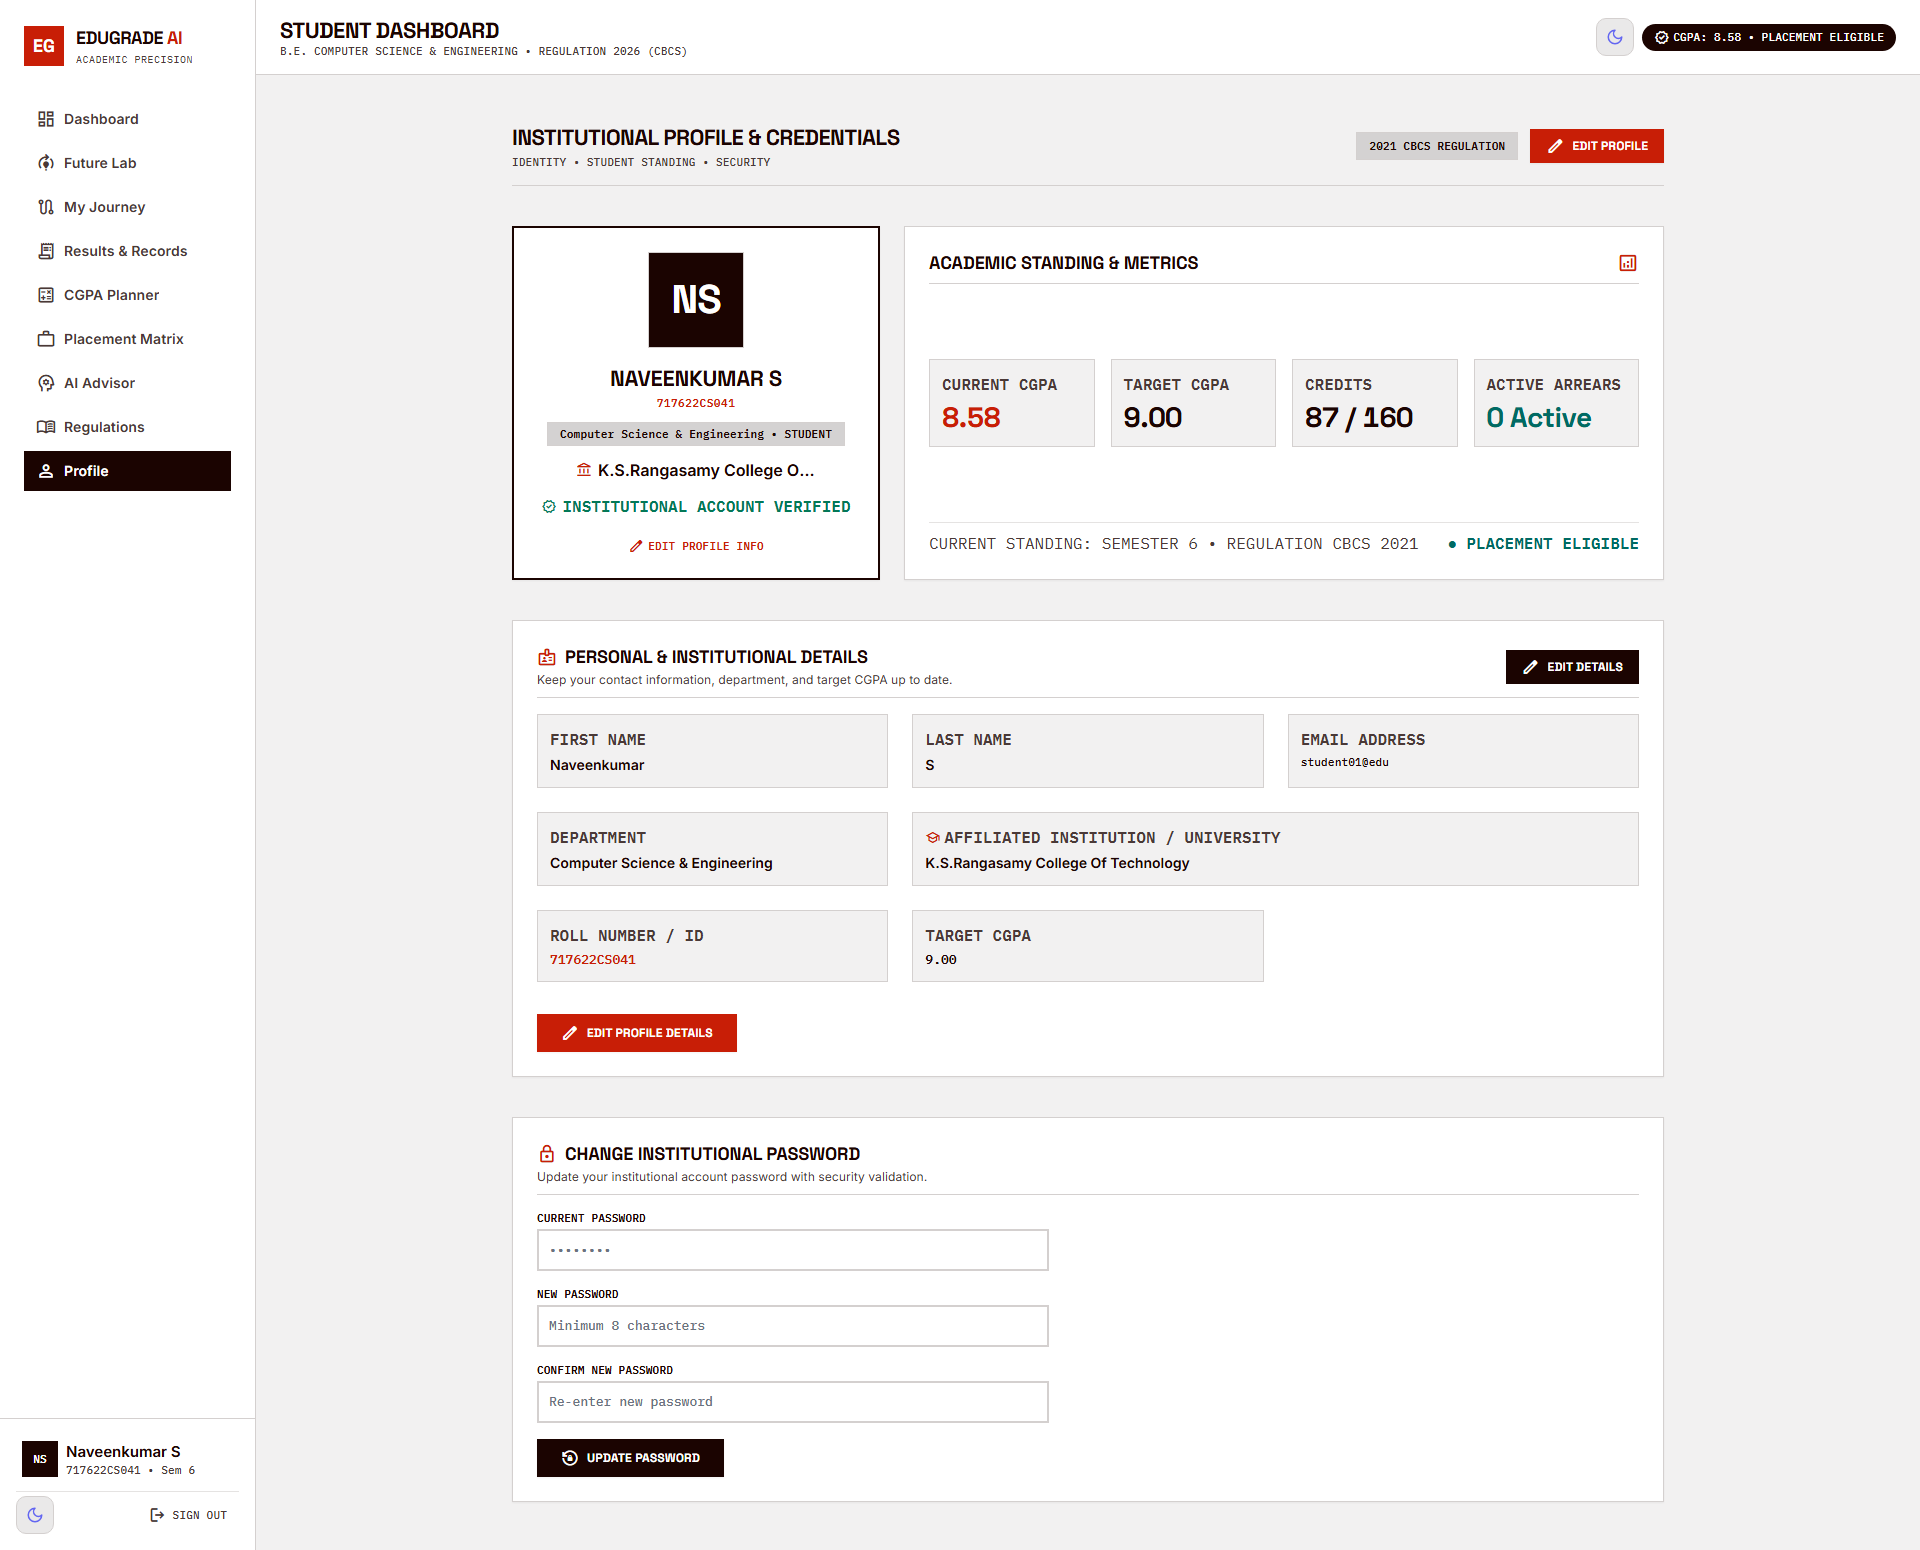 EG
EDUGRADE AI
ACADEMIC PRECISION
Dashboard
Future Lab
My Journey
Results & Records
CGPA Planner
Placement Matrix
AI Advisor
Regulations
Profile
NS
Naveenkumar S
717622CS041 • Sem 6
SIGN OUT
STUDENT DASHBOARD
B.E. COMPUTER SCIENCE & ENGINEERING • REGULATION 2026 (CBCS)
CGPA: 8.58 • PLACEMENT ELIGIBLE
INSTITUTIONAL PROFILE & CREDENTIALS
IDENTITY • STUDENT STANDING • SECURITY
2021 CBCS REGULATION
EDIT PROFILE
NS
NAVEENKUMAR S
717622CS041
Computer Science & Engineering • STUDENT
K.S.Rangasamy College O...
INSTITUTIONAL ACCOUNT VERIFIED
EDIT PROFILE INFO
ACADEMIC STANDING & METRICS
CURRENT CGPA
8.58
TARGET CGPA
9.00
CREDITS
87 / 160
ACTIVE ARREARS
0 Active
CURRENT STANDING: SEMESTER 6 • REGULATION CBCS 2021
• PLACEMENT ELIGIBLE
PERSONAL & INSTITUTIONAL DETAILS
Keep your contact information, department, and target CGPA up to date.
EDIT DETAILS
FIRST NAME
Naveenkumar
LAST NAME
S
EMAIL ADDRESS
student01@edu
DEPARTMENT
Computer Science & Engineering
AFFILIATED INSTITUTION / UNIVERSITY
K.S.Rangasamy College Of Technology
ROLL NUMBER / ID
717622CS041
TARGET CGPA
9.00
EDIT PROFILE DETAILS
CHANGE INSTITUTIONAL PASSWORD
Update your institutional account password with security validation.
CURRENT PASSWORD
••••••••
NEW PASSWORD
Minimum 8 characters
CONFIRM NEW PASSWORD
Re-enter new password
UPDATE PASSWORD